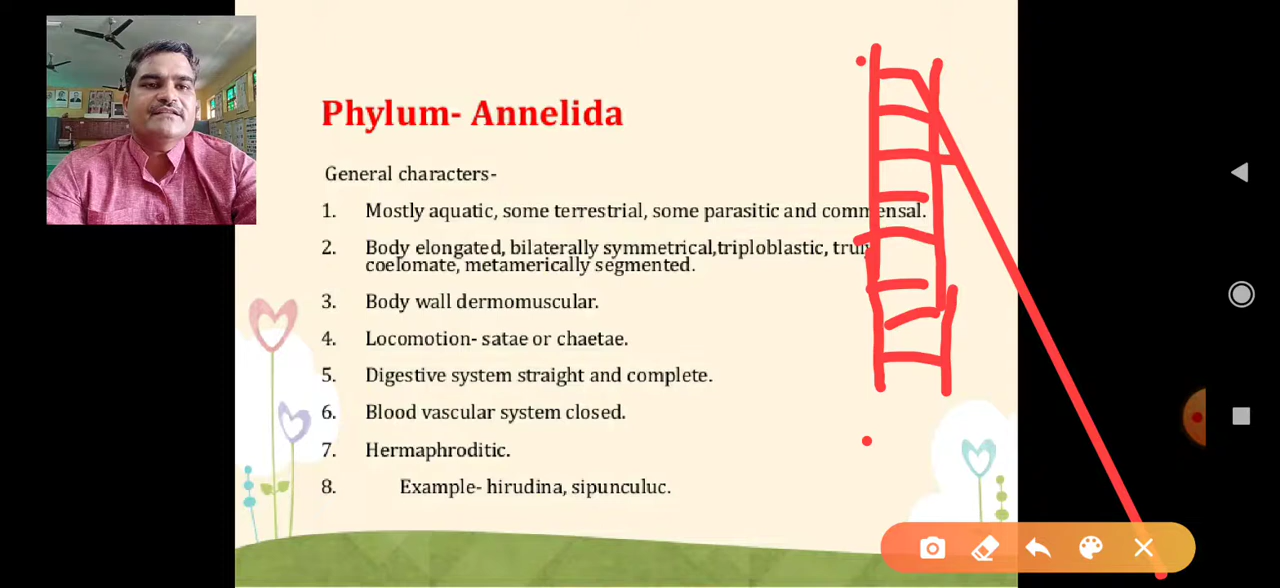 Phylum- Annelida
General characters-
1. Mostly aquatic, some terrestrial, some parasitic and commensal.
2. Body elongated, bilaterally symmetrical,triploblastic, truly
coelomate, metamerically segmented.
3. Body wall dermomuscular.
4. Locomotion- satae or chaetae.
5. Digestive system straight and complete.
6. Blood vascular system closed.
7. Hermaphroditic.
8. Example- hirudina, sipunculuc.